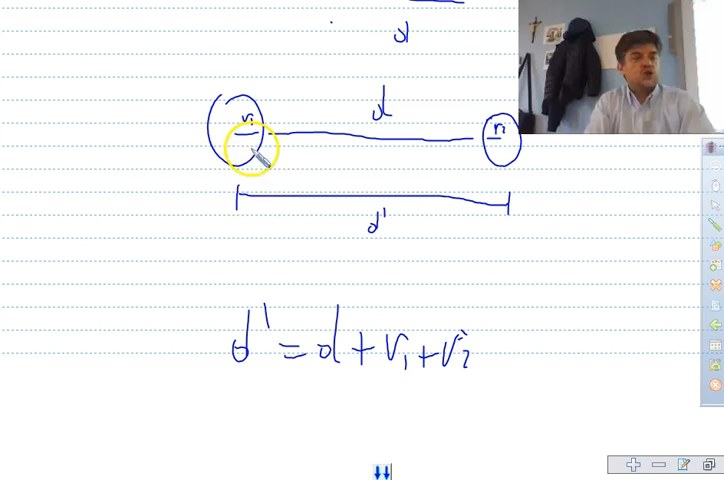 d
d
r₁ r₂
d'
d' = d + r₁ + r₂